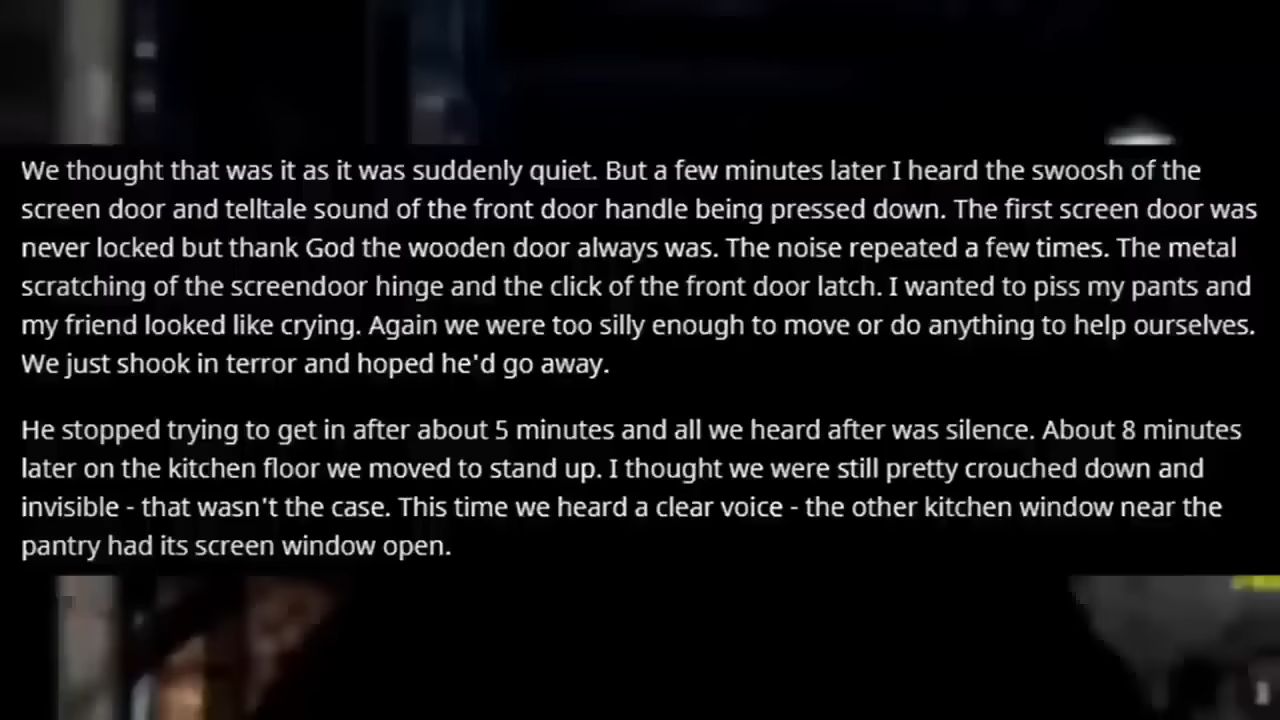 We thought that was it as it was suddenly quiet. But a few minutes later I heard the swoosh of the
screen door and telltale sound of the front door handle being pressed down. The first screen door was
never locked but thank God the wooden door always was. The noise repeated a few times. The metal
scratching of the screendoor hinge and the click of the front door latch. I wanted to piss my pants and
my friend looked like crying. Again we were too silly enough to move or do anything to help ourselves.
We just shook in terror and hoped he'd go away.
He stopped trying to get in after about 5 minutes and all we heard after was silence. About 8 minutes
later on the kitchen floor we moved to stand up. I thought we were still pretty crouched down and
invisible - that wasn't the case. This time we heard a clear voice - the other kitchen window near the
pantry had its screen window open.